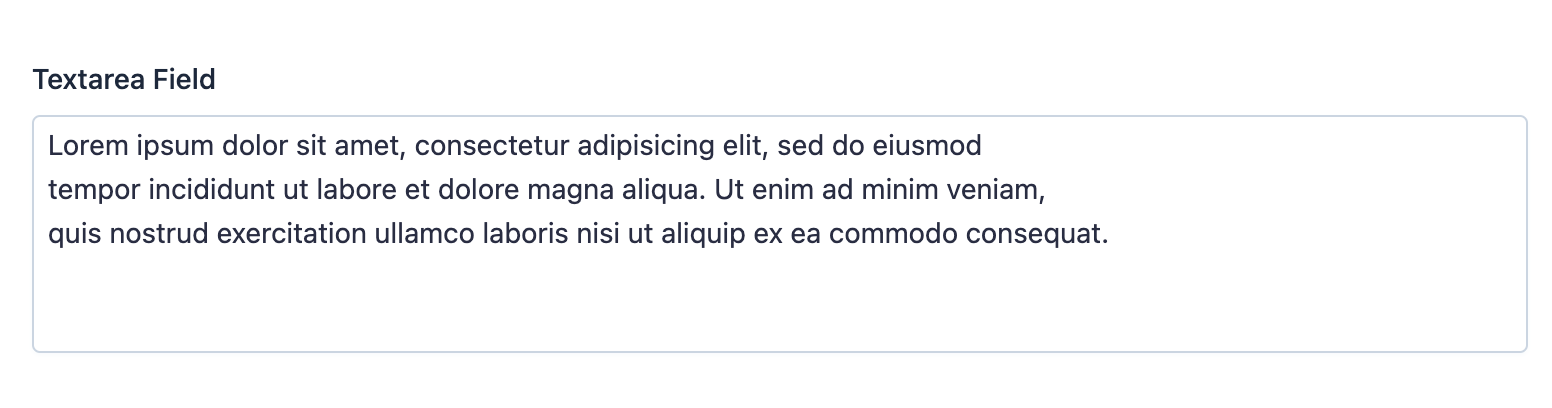 Textarea Field
Lorem ipsum dolor sit amet, consectetur adipisicing elit, sed do eiusmod
tempor incididunt ut labore et dolore magna aliqua. Ut enim ad minim veniam,
quis nostrud exercitation ullamco laboris nisi ut aliquip ex ea commodo consequat.